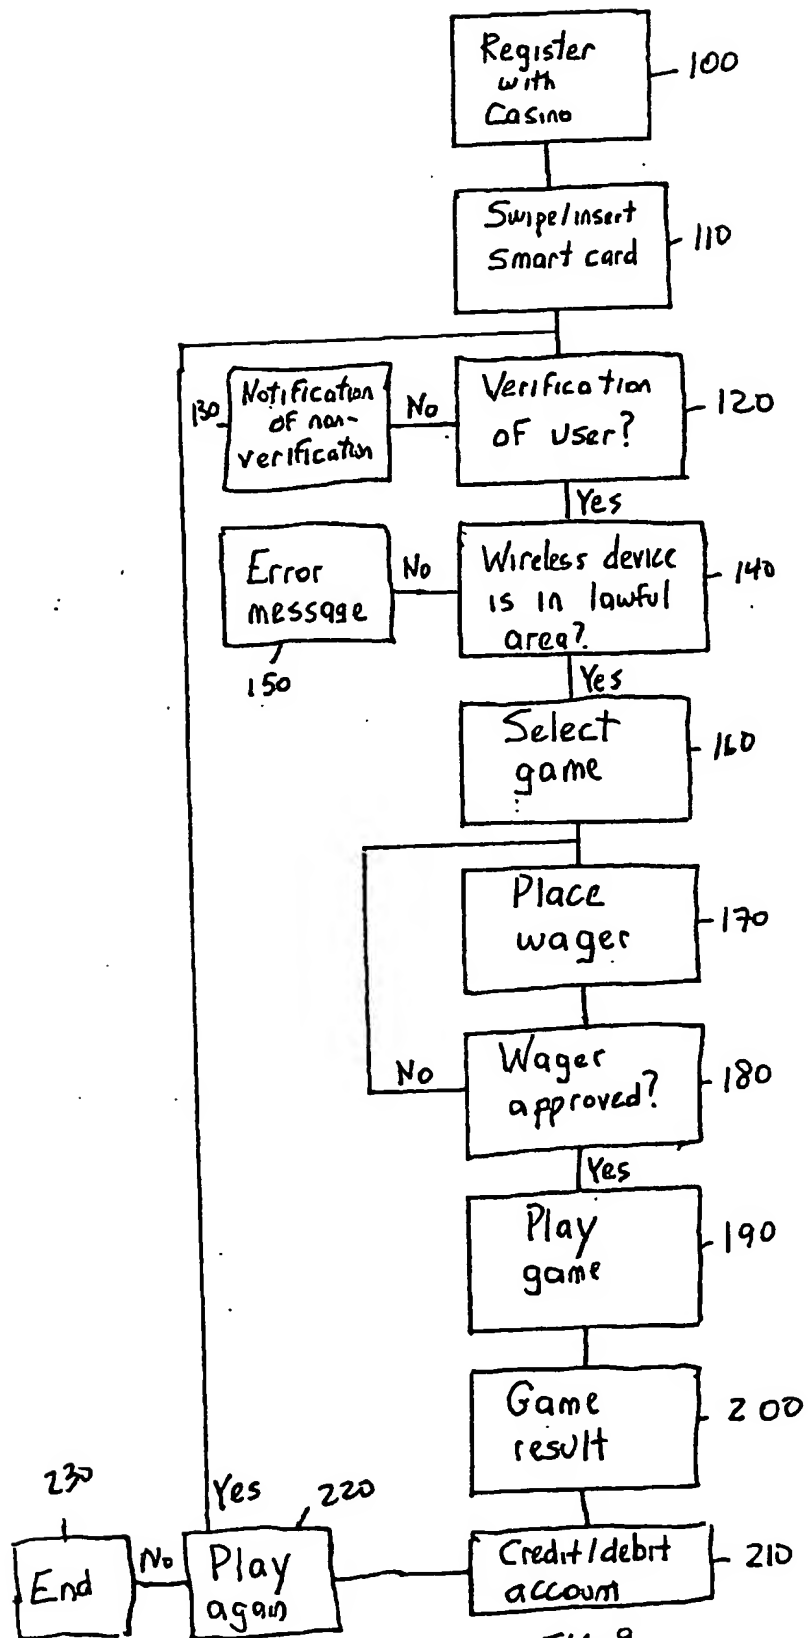 Register
with
Casino
100
Swipe/insert
smart card
110
Verification
of user?
120
No
Notification
of non-
verification
130
Yes
Wireless device
is in lawful
area?
140
No
Error
message
150
Yes
Select
game
160
Place
wager
170
Wager
approved?
180
No
Yes
Play
game
190
Game
result
200
Credit/debit
account
210
Play
again
220
Yes
No
End
230